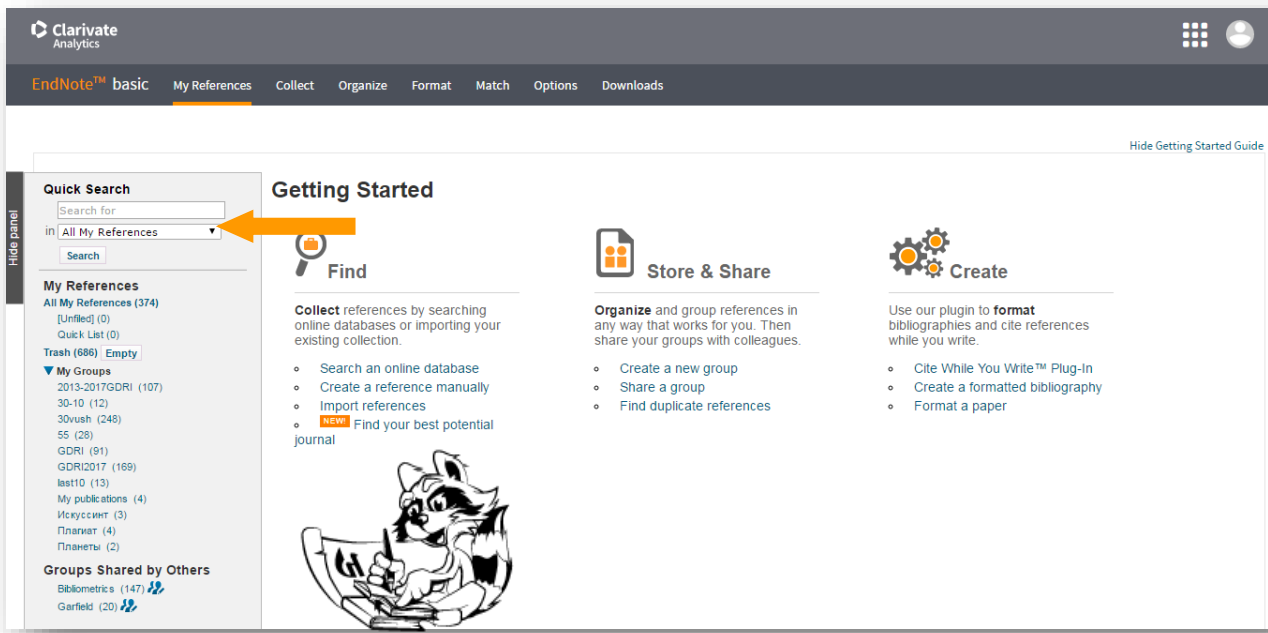 Clarivate
Analytics
EndNote™ basic My References Collect Organize Format Match Options Downloads
Hide Getting Started Guide
Hide panel
Quick Search
Search for
in All My References
Search
My References
All My References (374)
[Unfiled] (0)
Quick List (0)
Trash (686) Empty
My Groups
2013-2017GDRI (107)
30-10 (12)
30vush (248)
55 (28)
GDRI (91)
GDRI2017 (169)
last10 (13)
My publications (4)
Искуссинт (3)
Плагиат (4)
Планеты (2)
Groups Shared by Others
Bibliometrics (147)
Garfield (20)
Getting Started
Find
Collect references by searching
online databases or importing your
existing collection.
Search an online database
Create a reference manually
Import references
NEW! Find your best potential
journal
Store & Share
Organize and group references in
any way that works for you. Then
share your groups with colleagues.
Create a new group
Share a group
Find duplicate references
Create
Use our plugin to format
bibliographies and cite references
while you write.
Cite While You Write™ Plug-In
Create a formatted bibliography
Format a paper